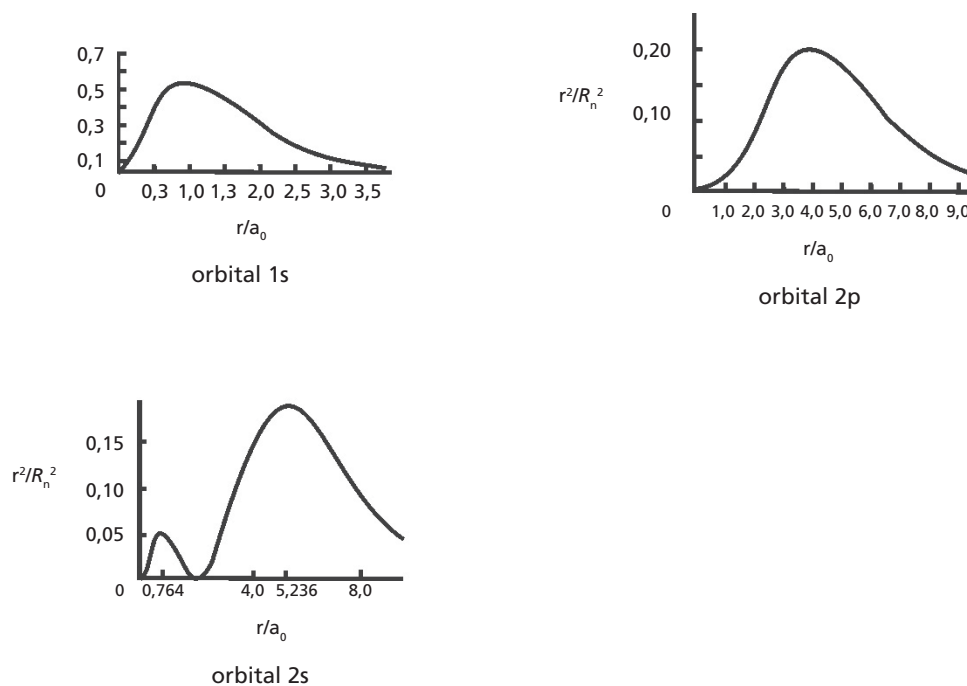 0,7
0,5
0,3
0,1
0 0,3 1,0 1,3 2,0 2,5 3,0 3,5
r/a₀
orbital 1s
r²/Rₙ²
0,20
0,10
0 1,0 2,0 3,0 4,0 5,0 6,0 7,0 8,0 9,0
r/a₀
orbital 2p
r²/Rₙ²
0,15
0,10
0,05
0 0,764 4,0 5,236 8,0
r/a₀
orbital 2s